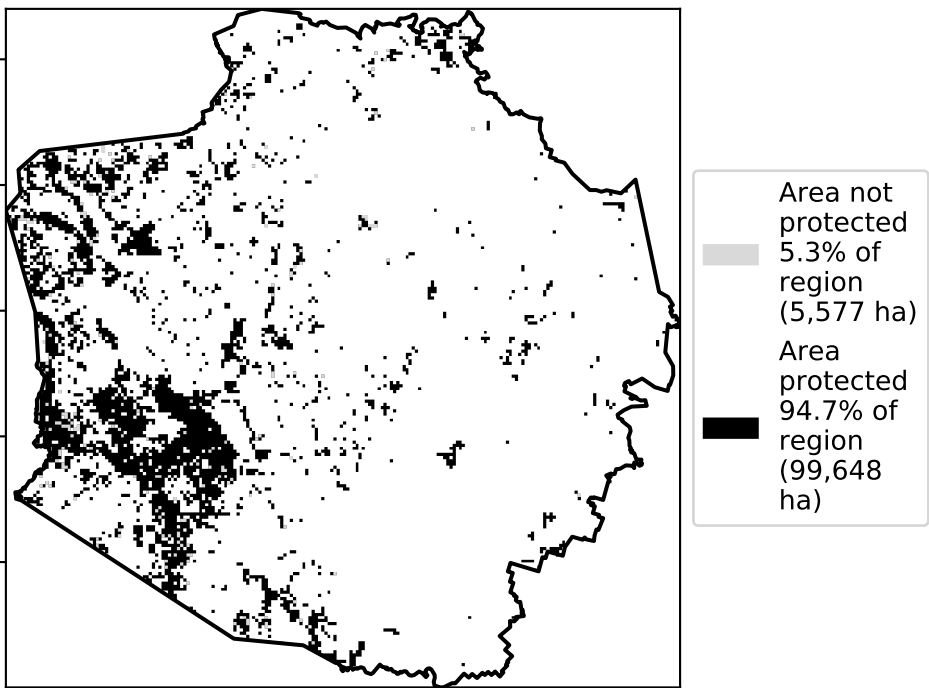 Area not
protected
5.3% of
region
(5,577 ha)
Area
protected
94.7% of
region
(99,648
ha)